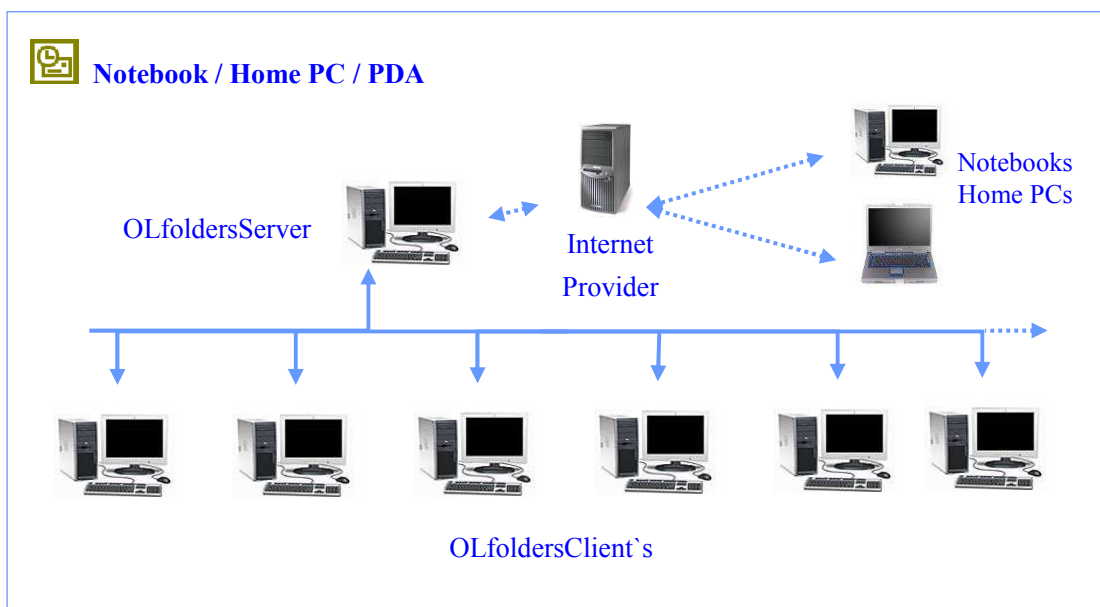 Notebook / Home PC / PDA
Notebooks
Home PCs
OLfoldersServer
Internet
Provider
OLfoldersClient`s